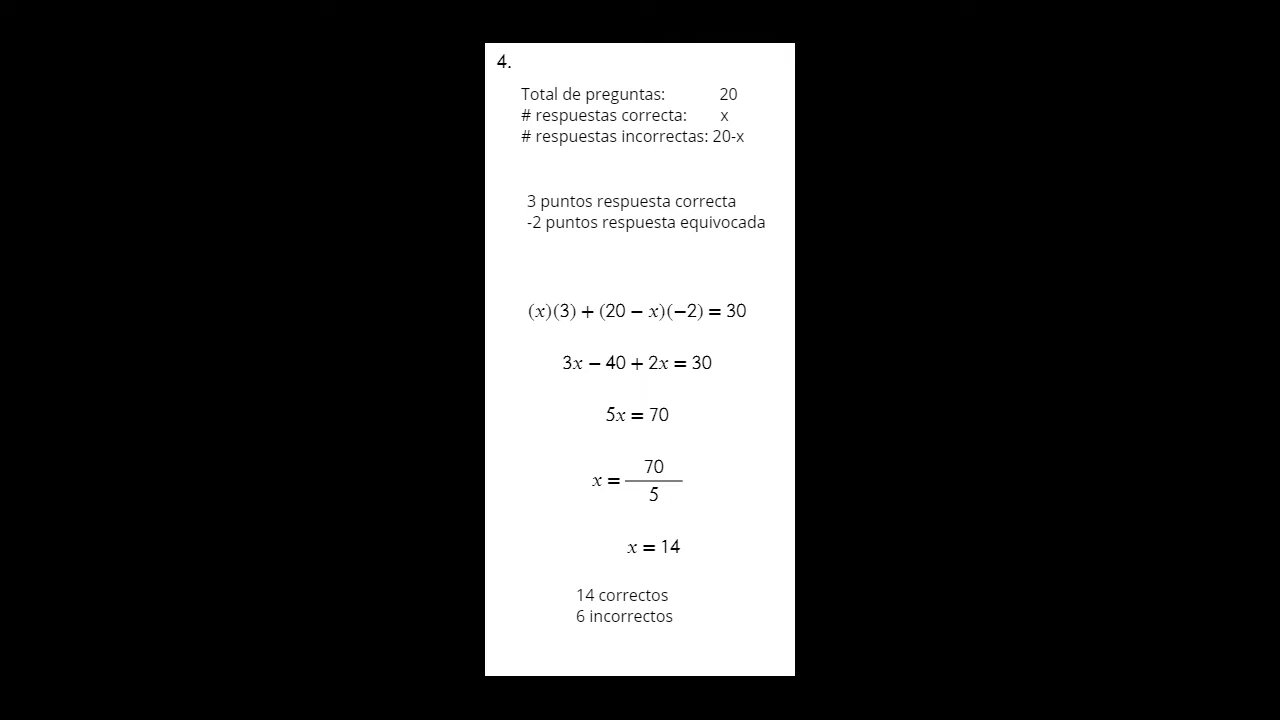 4.
Total de preguntas: 20
# respuestas correcta: x
# respuestas incorrectas: 20-x
3 puntos respuesta correcta
-2 puntos respuesta equivocada
(x)(3) + (20 − x)(−2) = 30
3x − 40 + 2x = 30
5x = 70
x = 70/5
x = 14
14 correctos
6 incorrectos